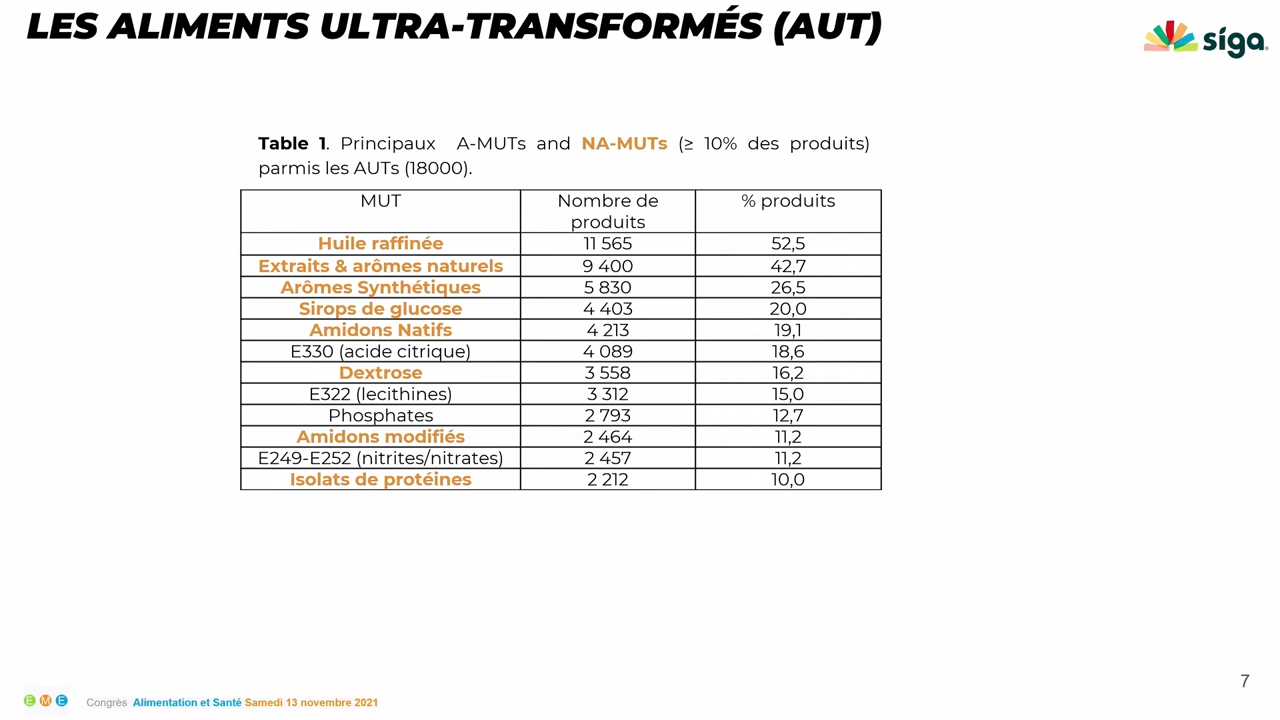 LES ALIMENTS ULTRA-TRANSFORMÉS (AUT)
síga
Table 1. Principaux A-MUTs and NA-MUTs (≥ 10% des produits)
parmis les AUTs (18000).
MUT Nombre de produits % produits
Huile raffinée 11 565 52,5
Extraits & arômes naturels 9 400 42,7
Arômes Synthétiques 5 830 26,5
Sirops de glucose 4 403 20,0
Amidons Natifs 4 213 19,1
E330 (acide citrique) 4 089 18,6
Dextrose 3 558 16,2
E322 (lecithines) 3 312 15,0
Phosphates 2 793 12,7
Amidons modifiés 2 464 11,2
E249-E252 (nitrites/nitrates) 2 457 11,2
Isolats de protéines 2 212 10,0
7
E M E Congrès Alimentation et Santé Samedi 13 novembre 2021